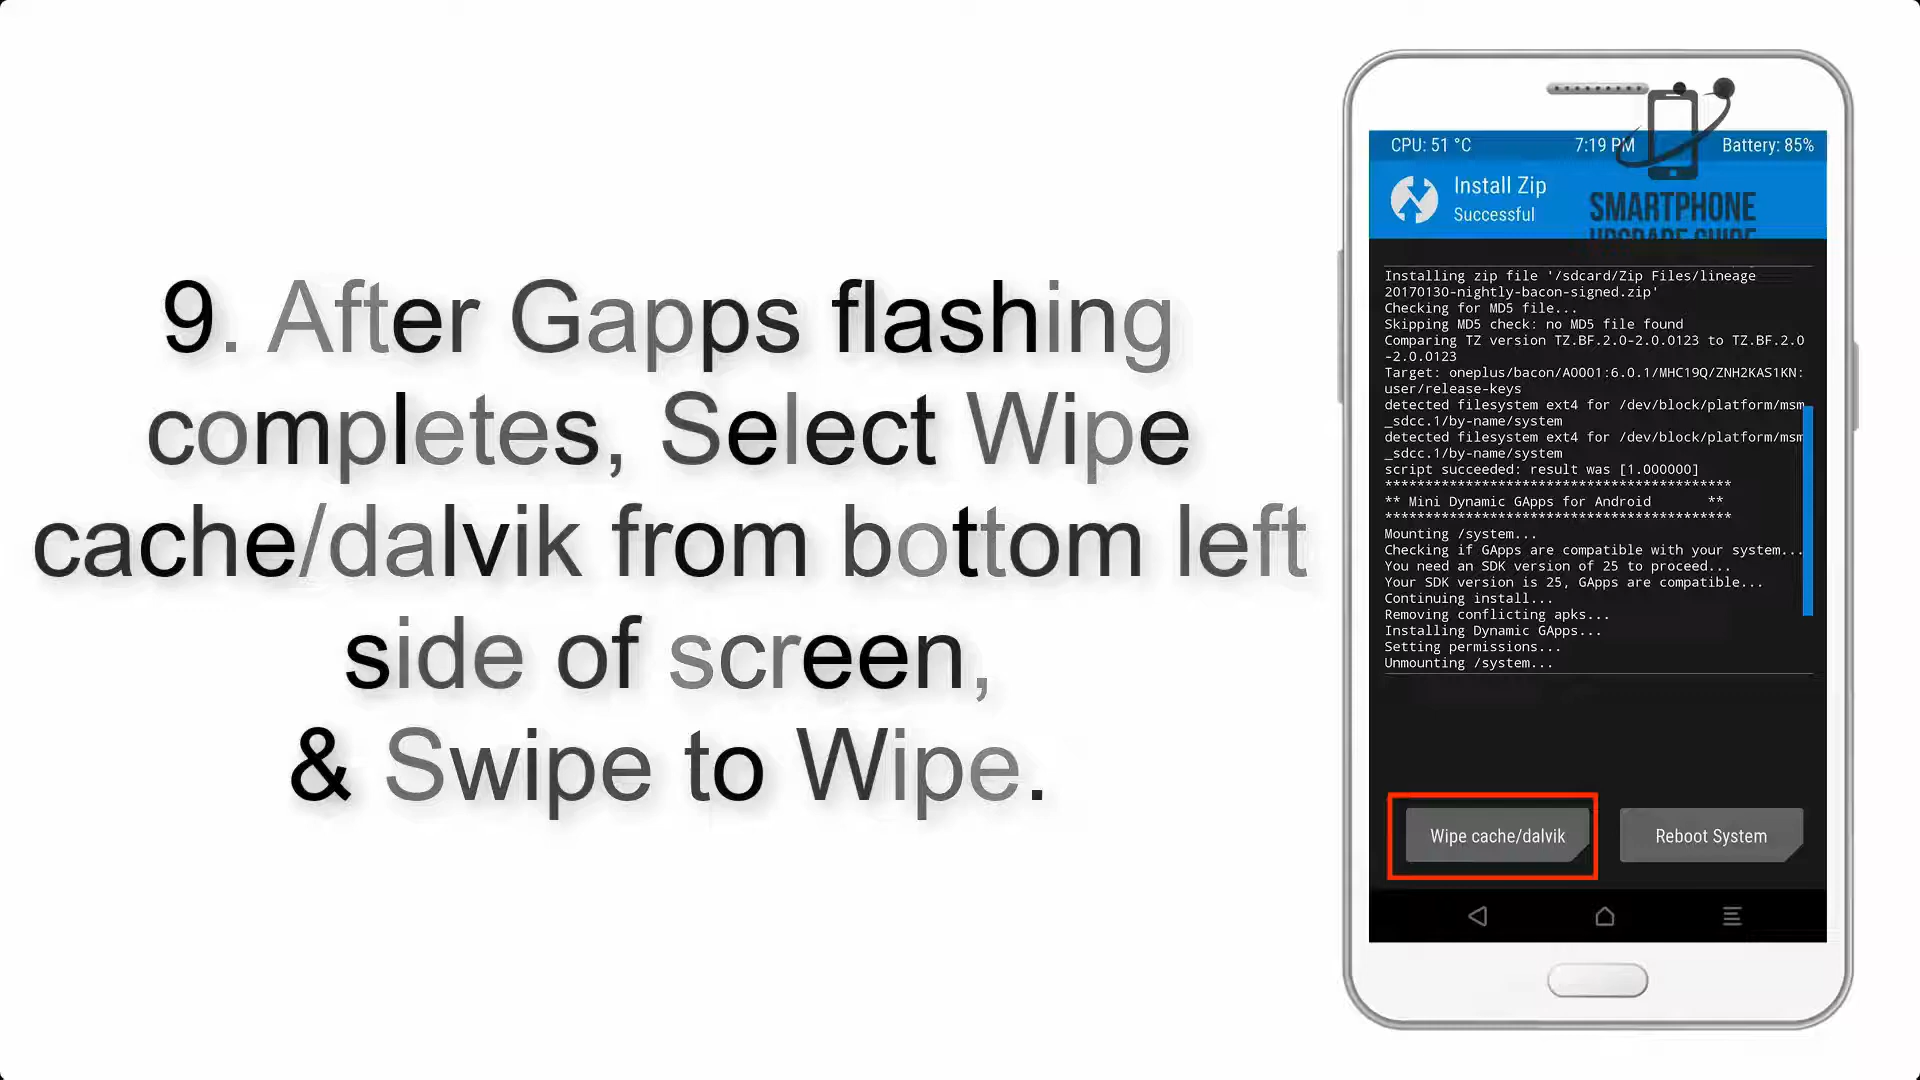 9. After Gapps flashing
completes, Select Wipe
cache/dalvik from bottom left
side of screen,
& Swipe to Wipe.
CPU: 51 °C 7:19 PM Battery: 85%
Install Zip
Successful
SMARTPHONE
UPGRADE GUIDE
Installing zip file '/sdcard/Zip Files/lineage
20170130-nightly-bacon-signed.zip'
Checking for MD5 file...
Skipping MD5 check: no MD5 file found
Comparing TZ version TZ.BF.2.0-2.0.0123 to TZ.BF.2.0
-2.0.0123
Target: oneplus/bacon/A0001:6.0.1/MHC19Q/ZNH2KAS1KN:
user/release-keys
detected filesystem ext4 for /dev/block/platform/msm
_sdcc.1/by-name/system
detected filesystem ext4 for /dev/block/platform/msm
_sdcc.1/by-name/system
script succeeded: result was [1.000000]
******************************************
** Mini Dynamic GApps for Android **
******************************************
Mounting /system...
Checking if GApps are compatible with your system...
You need an SDK version of 25 to proceed...
Your SDK version is 25, GApps are compatible...
Continuing install...
Removing conflicting apks...
Installing Dynamic GApps...
Setting permissions...
Unmounting /system...
Wipe cache/dalvik Reboot System